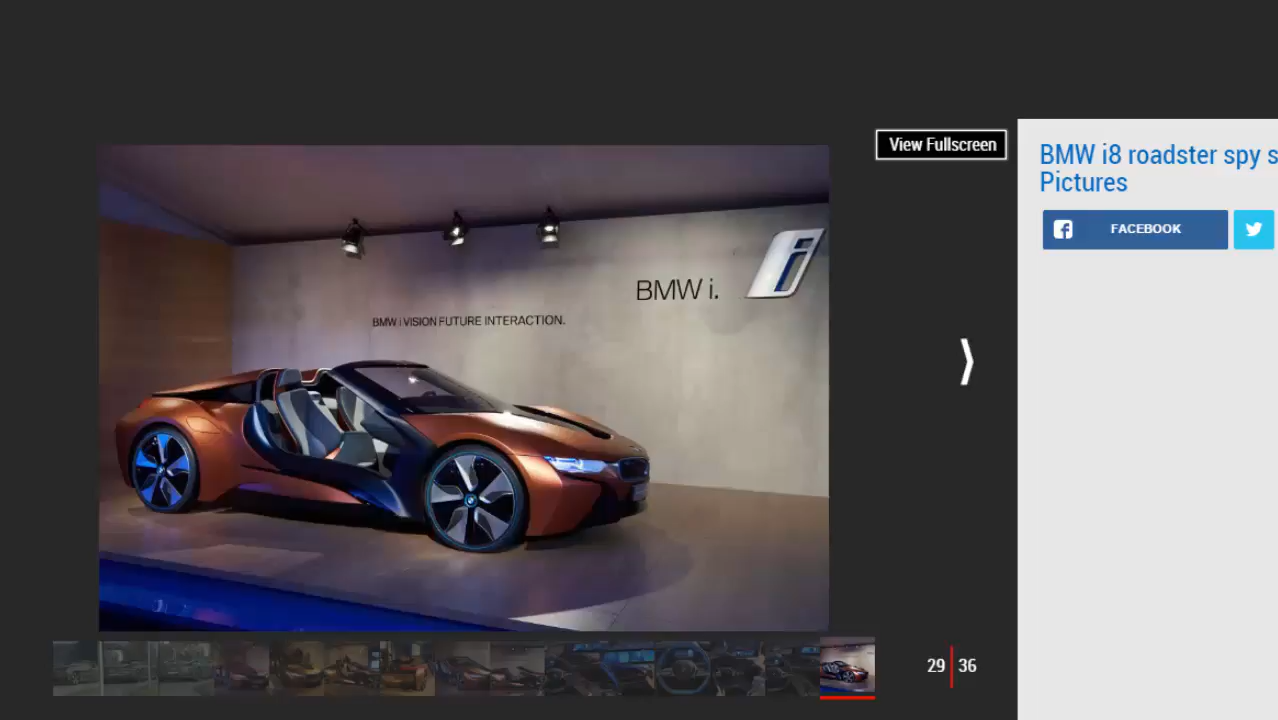 View Fullscreen
BMW i8 roadster spy s
Pictures
FACEBOOK
BMW i.
i
BMW i VISION FUTURE INTERACTION.
29 36